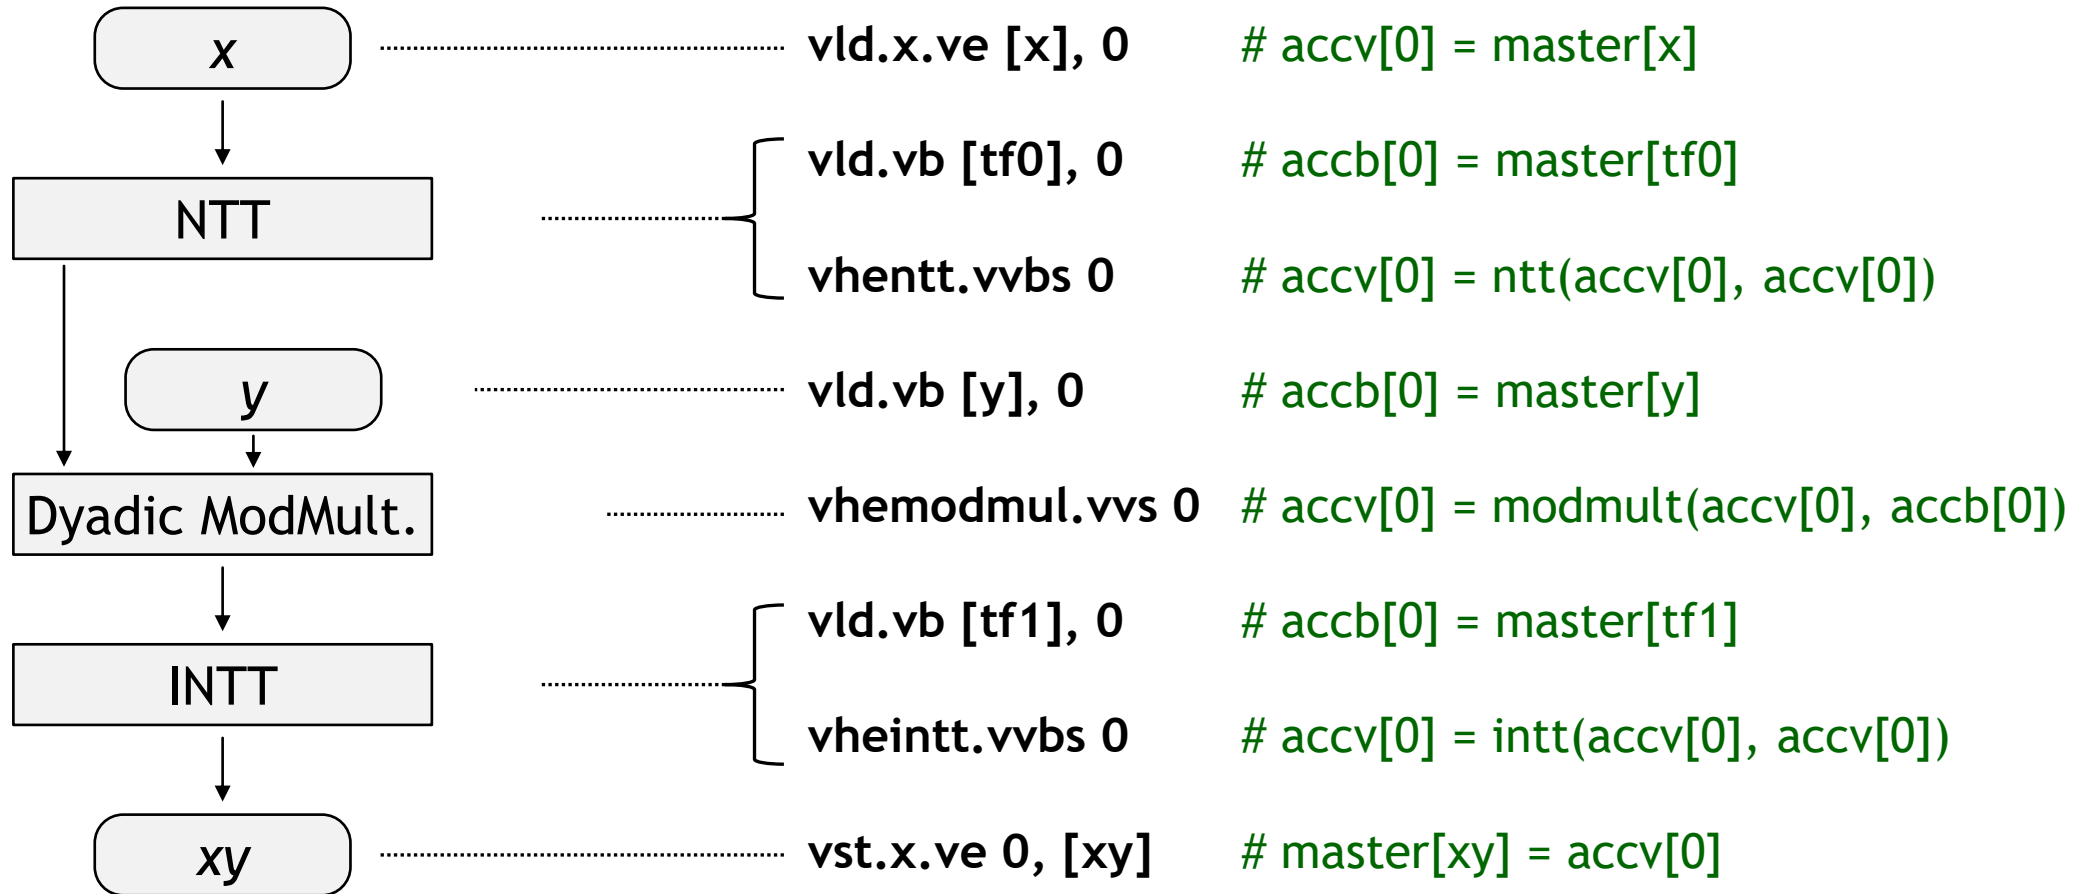 x vld.x.ve [x], 0 # accv[0] = master[x]
vld.vb [tf0], 0 # accb[0] = master[tf0]
NTT
vhentt.vvbs 0 # accv[0] = ntt(accv[0], accv[0])
y vld.vb [y], 0 # accb[0] = master[y]
Dyadic ModMult. vhemodmul.vvs 0 # accv[0] = modmult(accv[0], accb[0])
vld.vb [tf1], 0 # accb[0] = master[tf1]
INTT
vheintt.vvbs 0 # accv[0] = intt(accv[0], accv[0])
xy vst.x.ve 0, [xy] # master[xy] = accv[0]